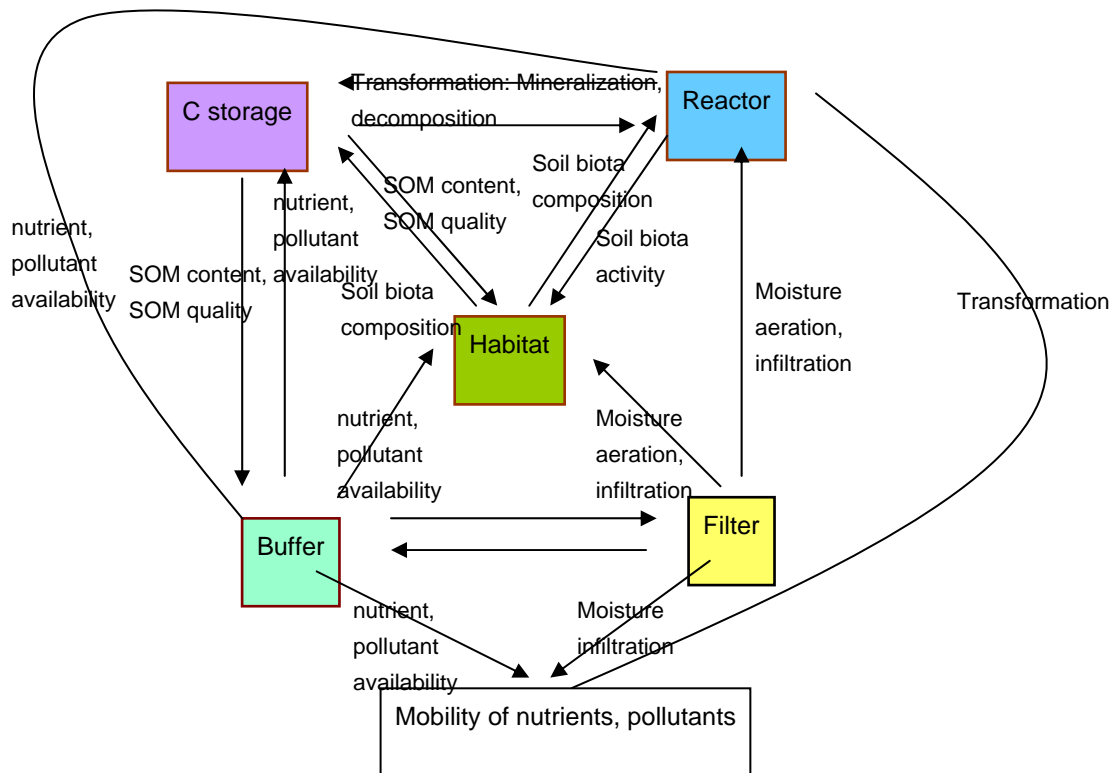 Transformation: Mineralization,
decomposition
C storage
Reactor
SOM content,
SOM quality
Soil biota
composition
nutrient,
pollutant
availability
nutrient,
pollutant
availability
SOM content,
SOM quality
Soil biota
activity
Soil biota
composition
Moisture
aeration,
infiltration
Transformation
Habitat
nutrient,
pollutant
availability
Moisture
aeration,
infiltration
Buffer
Filter
nutrient,
pollutant
availability
Moisture
infiltration
Mobility of nutrients, pollutants